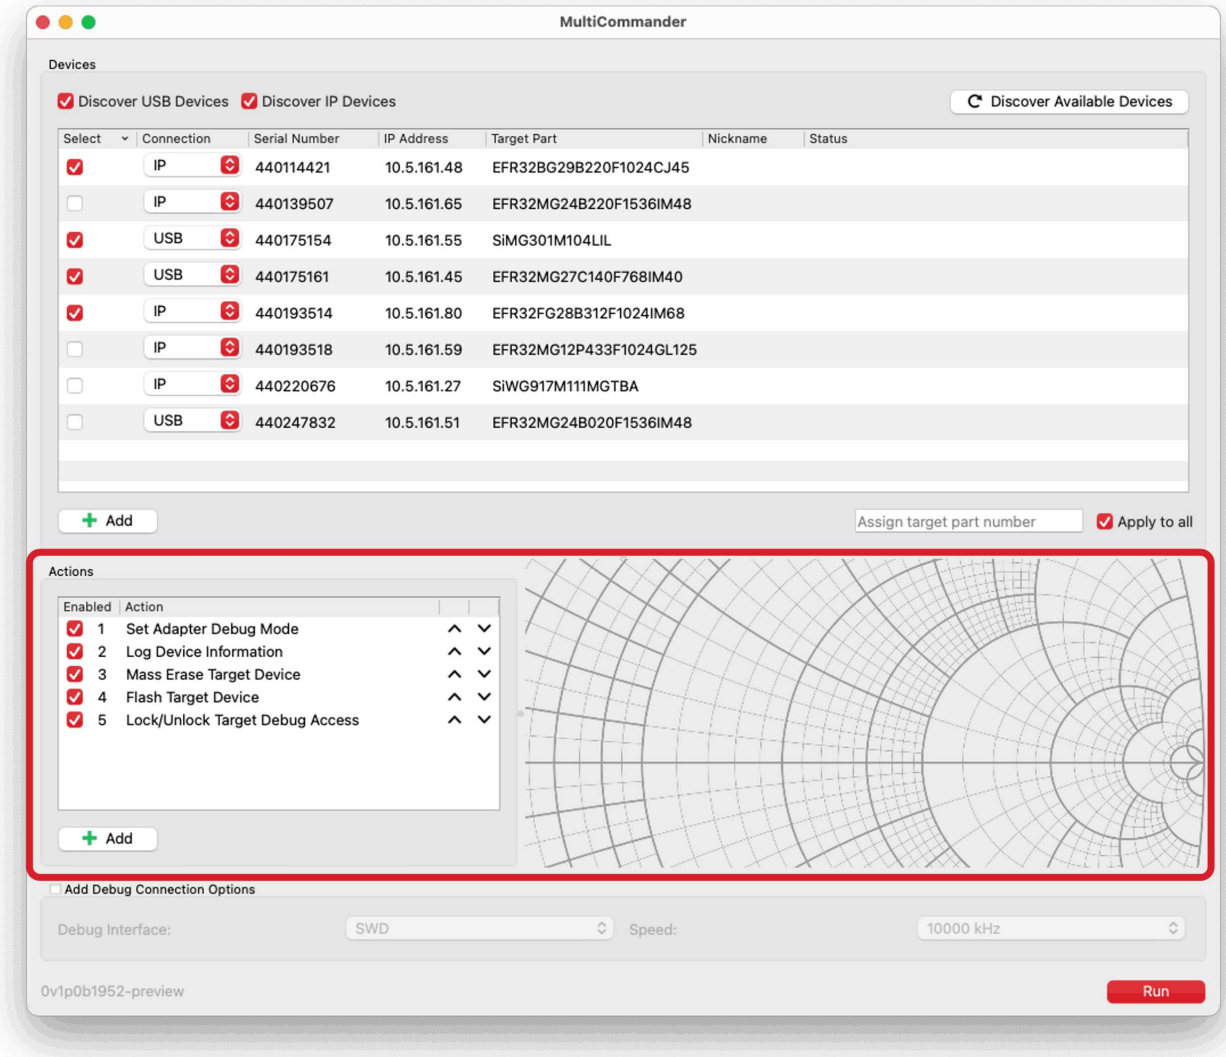 MultiCommander
Devices
Discover USB Devices Discover IP Devices Discover Available Devices
Select Connection Serial Number IP Address Target Part Nickname Status
IP 440114421 10.5.161.48 EFR32BG29B220F1024CJ45
IP 440139507 10.5.161.65 EFR32MG24B220F1536IM48
USB 440175154 10.5.161.55 SiMG301M104LIL
USB 440175161 10.5.161.45 EFR32MG27C140F768IM40
IP 440193514 10.5.161.80 EFR32FG28B312F1024IM68
IP 440193518 10.5.161.59 EFR32MG12P433F1024GL125
IP 440220676 10.5.161.27 SiWG917M111MGTBA
USB 440247832 10.5.161.51 EFR32MG24B020F1536IM48
Add Assign target part number Apply to all
Actions
Enabled Action
1 Set Adapter Debug Mode
2 Log Device Information
3 Mass Erase Target Device
4 Flash Target Device
5 Lock/Unlock Target Debug Access
Add
Add Debug Connection Options
Debug Interface: SWD Speed: 10000 kHz
0v1p0b1952-preview Run